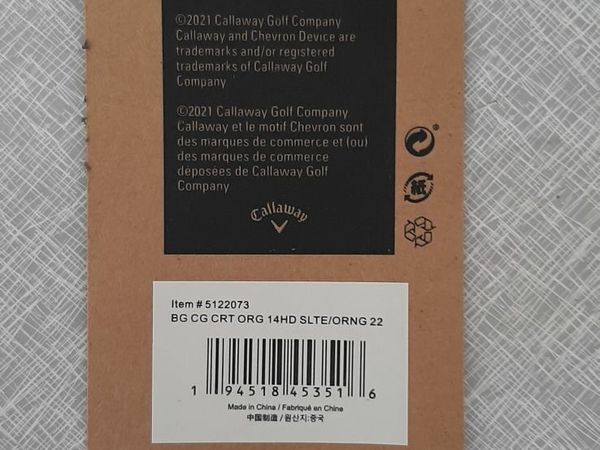 ©2021 Callaway Golf Company
Callaway and Chevron Device are
trademarks and/or registered
trademarks of Callaway Golf
Company
©2021 Callaway Golf Company
Callaway et le motif Chevron sont
des marques de commerce et (ou)
des marques de commerce
déposées de Callaway Golf
Company
Callaway
紙
Item # 5122073
BG CG CRT ORG 14HD SLTE/ORNG 22
1 94518 45351 6
Made in China / Fabriqué en Chine
中国制造 / 원산지:중국